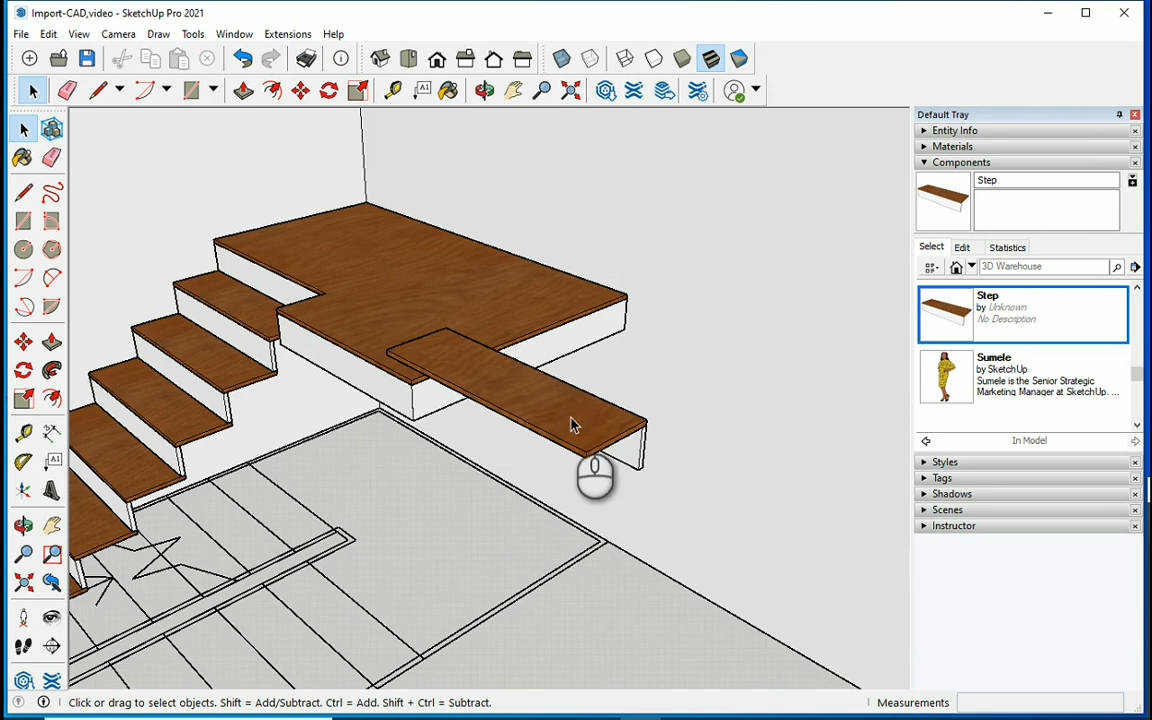 Import-CAD,video - SketchUp Pro 2021
File Edit View Camera Draw Tools Window Extensions Help
Default Tray
Entity Info
Materials
Components
Step
Select Edit Statistics
3D Warehouse
Step
by Unknown
No Description
Sumele
by SketchUp
Sumele is the Senior Strategic
Marketing Manager at SketchUp. ...
In Model
Styles
Tags
Shadows
Scenes
Instructor
Click or drag to select objects. Shift = Add/Subtract. Ctrl = Add. Shift + Ctrl = Subtract.
Measurements